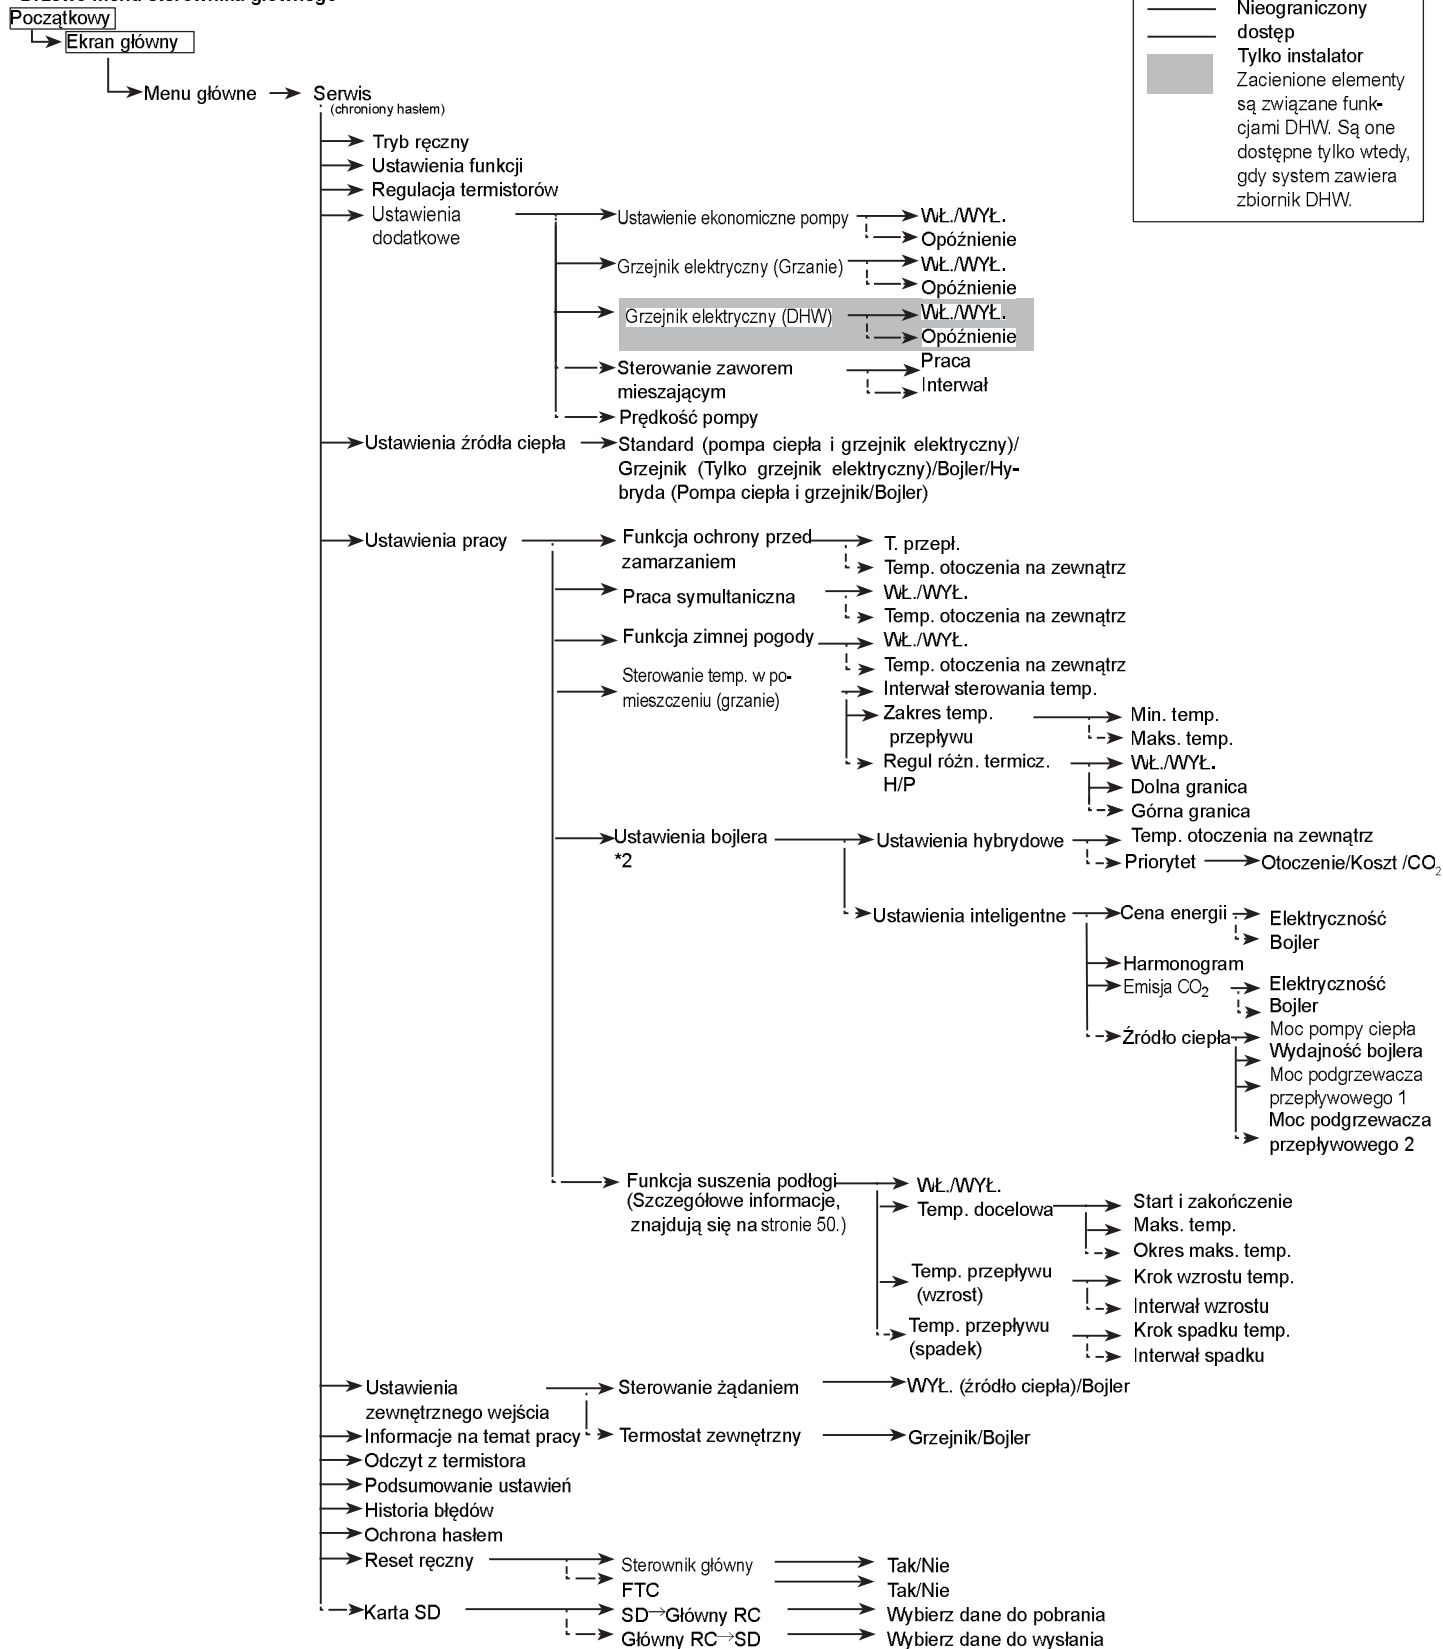 Drzewo menu sterownika głównego
Początkowy
Ekran główny
Menu główne
Serwis
(chroniony hasłem)
Nieograniczony
dostęp
Tylko instalator
Zacienione elementy
są związane funk-
cjami DHW. Są one
dostępne tylko wtedy,
gdy system zawiera
zbiornik DHW.
Tryb ręczny
Ustawienia funkcji
Regulacja termistorów
Ustawienia
dodatkowe
Ustawienie ekonomiczne pompy
WŁ./WYŁ.
Opóźnienie
Grzejnik elektryczny (Grzanie)
WŁ./WYŁ.
Opóźnienie
Grzejnik elektryczny (DHW)
WŁ./WYŁ.
Opóźnienie
Sterowanie zaworem
mieszającym
Praca
Interwał
Prędkość pompy
Ustawienia źródła ciepła
Standard (pompa ciepła i grzejnik elektryczny)/
Grzejnik (Tylko grzejnik elektryczny)/Bojler/Hy-
bryda (Pompa ciepła i grzejnik/Bojler)
Ustawienia pracy
Funkcja ochrony przed
zamarzaniem
T. przepł.
Temp. otoczenia na zewnątrz
Praca symultaniczna
WŁ./WYŁ.
Temp. otoczenia na zewnątrz
Funkcja zimnej pogody
WŁ./WYŁ.
Temp. otoczenia na zewnątrz
Sterowanie temp. w po-
mieszczeniu (grzanie)
Interwał sterowania temp.
Zakres temp.
przepływu
Min. temp.
Maks. temp.
Regul różn. termicz.
H/P
WŁ./WYŁ.
Dolna granica
Górna granica
Ustawienia bojlera
*2
Ustawienia hybrydowe
Temp. otoczenia na zewnątrz
Priorytet
Otoczenie/Koszt /CO2
Ustawienia inteligentne
Cena energii
Elektryczność
Bojler
Harmonogram
Emisja CO2
Elektryczność
Bojler
Źródło ciepła
Moc pompy ciepła
Wydajność bojlera
Moc podgrzewacza
przepływowego 1
Moc podgrzewacza
przepływowego 2
Funkcja suszenia podłogi
(Szczegółowe informacje,
znajdują się na stronie 50.)
WŁ./WYŁ.
Temp. docelowa
Start i zakończenie
Maks. temp.
Okres maks. temp.
Temp. przepływu
(wzrost)
Krok wzrostu temp.
Interwał wzrostu
Temp. przepływu
(spadek)
Krok spadku temp.
Interwał spadku
Ustawienia
zewnętrznego wejścia
Sterowanie żądaniem
WYŁ. (źródło ciepła)/Bojler
Termostat zewnętrzny
Grzejnik/Bojler
Informacje na temat pracy
Odczyt z termistora
Podsumowanie ustawień
Historia błędów
Ochrona hasłem
Reset ręczny
Sterownik główny
Tak/Nie
FTC
Tak/Nie
Karta SD
SD→Główny RC
Wybierz dane do pobrania
Główny RC→SD
Wybierz dane do wysłania